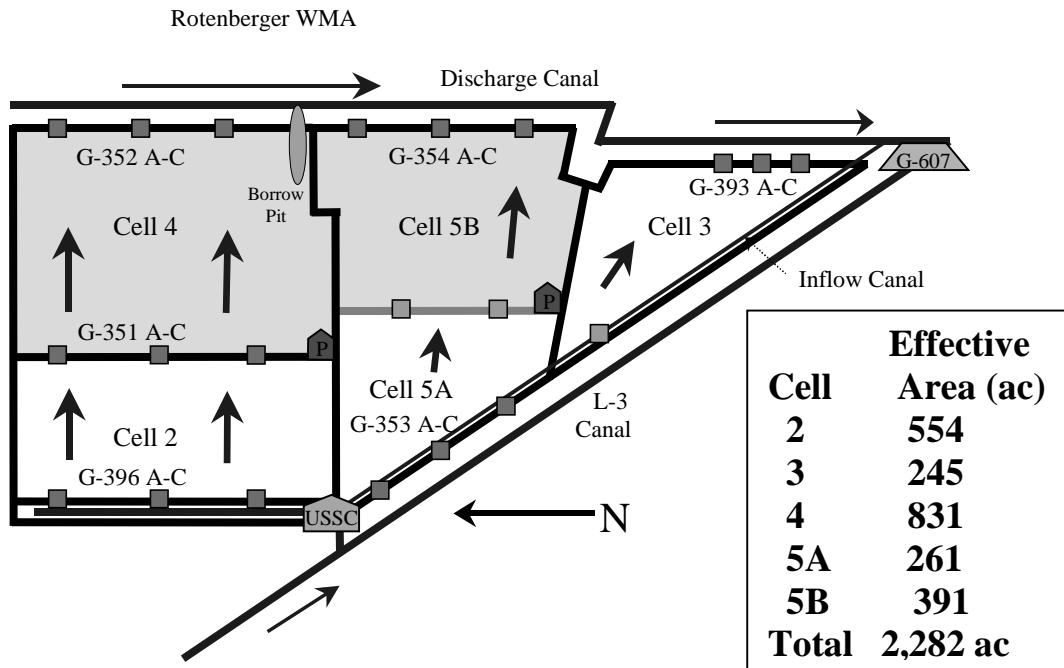 Rotenberger WMA
Discharge Canal
G-352 A-C
G-354 A-C
G-393 A-C
G-607
Borrow
Pit
Cell 4
Cell 5B
Cell 3
Inflow Canal
P
G-351 A-C
P
Cell 5A
G-353 A-C
L-3
Canal
Cell 2
G-396 A-C
USSC
N
Effective
Cell Area (ac)
2 554
3 245
4 831
5A 261
5B 391
Total 2,282 ac